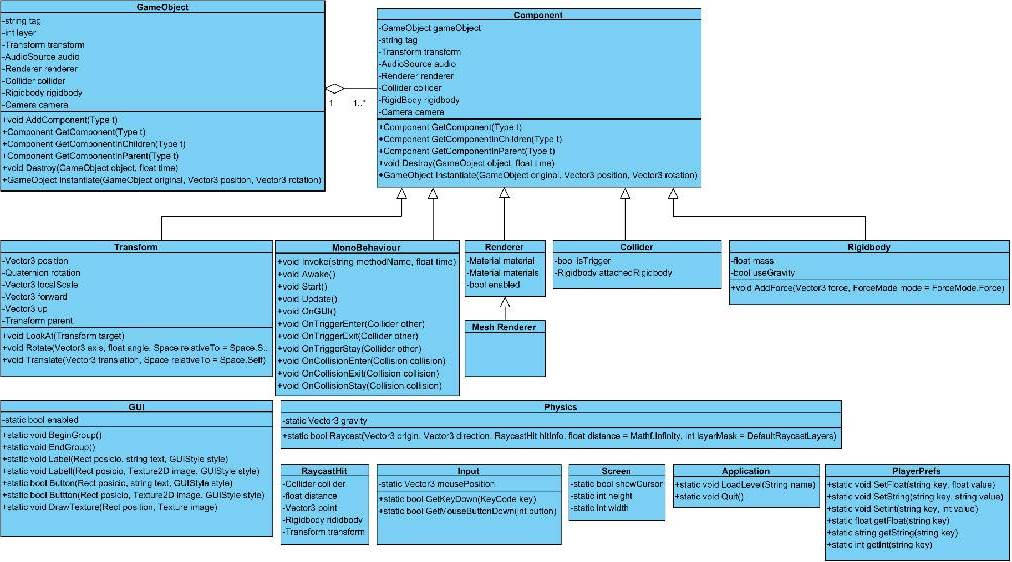 GameObject
-string tag
-int layer
-Transform transform
-AudioSource audio
-Renderer renderer
-Collider collider
-Rigidbody rigidbody
-Camera camera
+void AddComponent(Type t)
+Component GetComponent(Type t)
+Component GetComponentInChildren(Type t)
+Component GetComponentInParent(Type t)
+void Destroy(GameObject object, float time)
+GameObject Instantiate(GameObject original, Vector3 position, Vector3 rotation)
1
1..*
Component
-GameObject gameObject
-string tag
-Transform transform
-AudioSource audio
-Renderer renderer
-Collider collider
-RigidBody rigidbody
-Camera camera
+Component GetComponent(Type t)
+Component GetComponentInChildren(Type t)
+Component GetComponentInParent(Type t)
+void Destroy(GameObject object, float time)
+GameObject Instantiate(GameObject original, Vector3 position, Vector3 rotation)
Transform
-Vector3 position
-Quaternion rotation
-Vector3 localScale
-Vector3 forward
-Vector3 up
-Transform parent
+void LookAt(Transform target)
+void Rotate(Vector3 axis, float angle, Space relativeTo = Space.S...
+void Translate(Vector3 translation, Space relativeTo = Space.Self)
MonoBehaviour
+void Invoke(string methodName, float time)
+void Awake()
+void Start()
+void Update()
+void OnGUI()
+void OnTriggerEnter(Collider other)
+void OnTriggerExit(Collider other)
+void OnTriggerStay(Collider other)
+void OnCollisionEnter(Collision collision)
+void OnCollisionExit(Collision collision)
+void OnCollisionStay(Collision collision)
Renderer
-Material material
-Material materials
-bool enabled
Mesh Renderer
Collider
-bool isTrigger
-Rigidbody attachedRigidbody
Rigidbody
-float mass
-bool useGravity
+void AddForce(Vector3 force, ForceMode mode = ForceMode.Force)
GUI
-static bool enabled
+static void BeginGroup()
+static void EndGroup()
+static void Label(Rect posicio, string text, GUIStyle style)
+static void Labell(Rect posicio, Texture2D image, GUIStyle style)
+static bool Button(Rect posicio, string text, GUIStyle style)
+static bool Buttton(Rect posicio, Texture2D image, GUIStyle style)
+static void DrawTexture(Rect position, Texture image)
Physics
-static Vector3 gravity
+static bool Raycast(Vector3 origin, Vector3 direction, RaycastHit hitInfo, float distance = Mathf.Infinity, int layerMask = DefaultRaycastLayers)
RaycastHit
-Collider collider
-float distance
-Vector3 point
-Rigidbody rididbody
-Transform transform
Input
-static Vector3 mousePosition
+static bool GetKeyDown(KeyCode key)
+static bool GetMouseButtonDown(int button)
Screen
-static bool showCursor
-static int height
-static int width
Application
+static void LoadLevel(String name)
+static void Quit()
PlayerPrefs
+static void SetFloat(string key, float value)
+static void SetString(string key, string value)
+static void SetInt(string key, int value)
+static float getFloat(string key)
+static string getString(string key)
+static int getInt(string key)